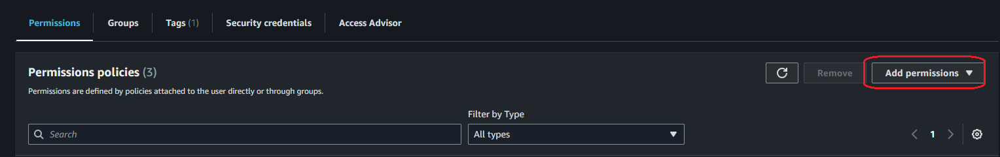 Permissions Groups Tags (1) Security credentials Access Advisor
Permissions policies (3)
Remove Add permissions
Permissions are defined by policies attached to the user directly or through groups.
Filter by Type
Search All types 1